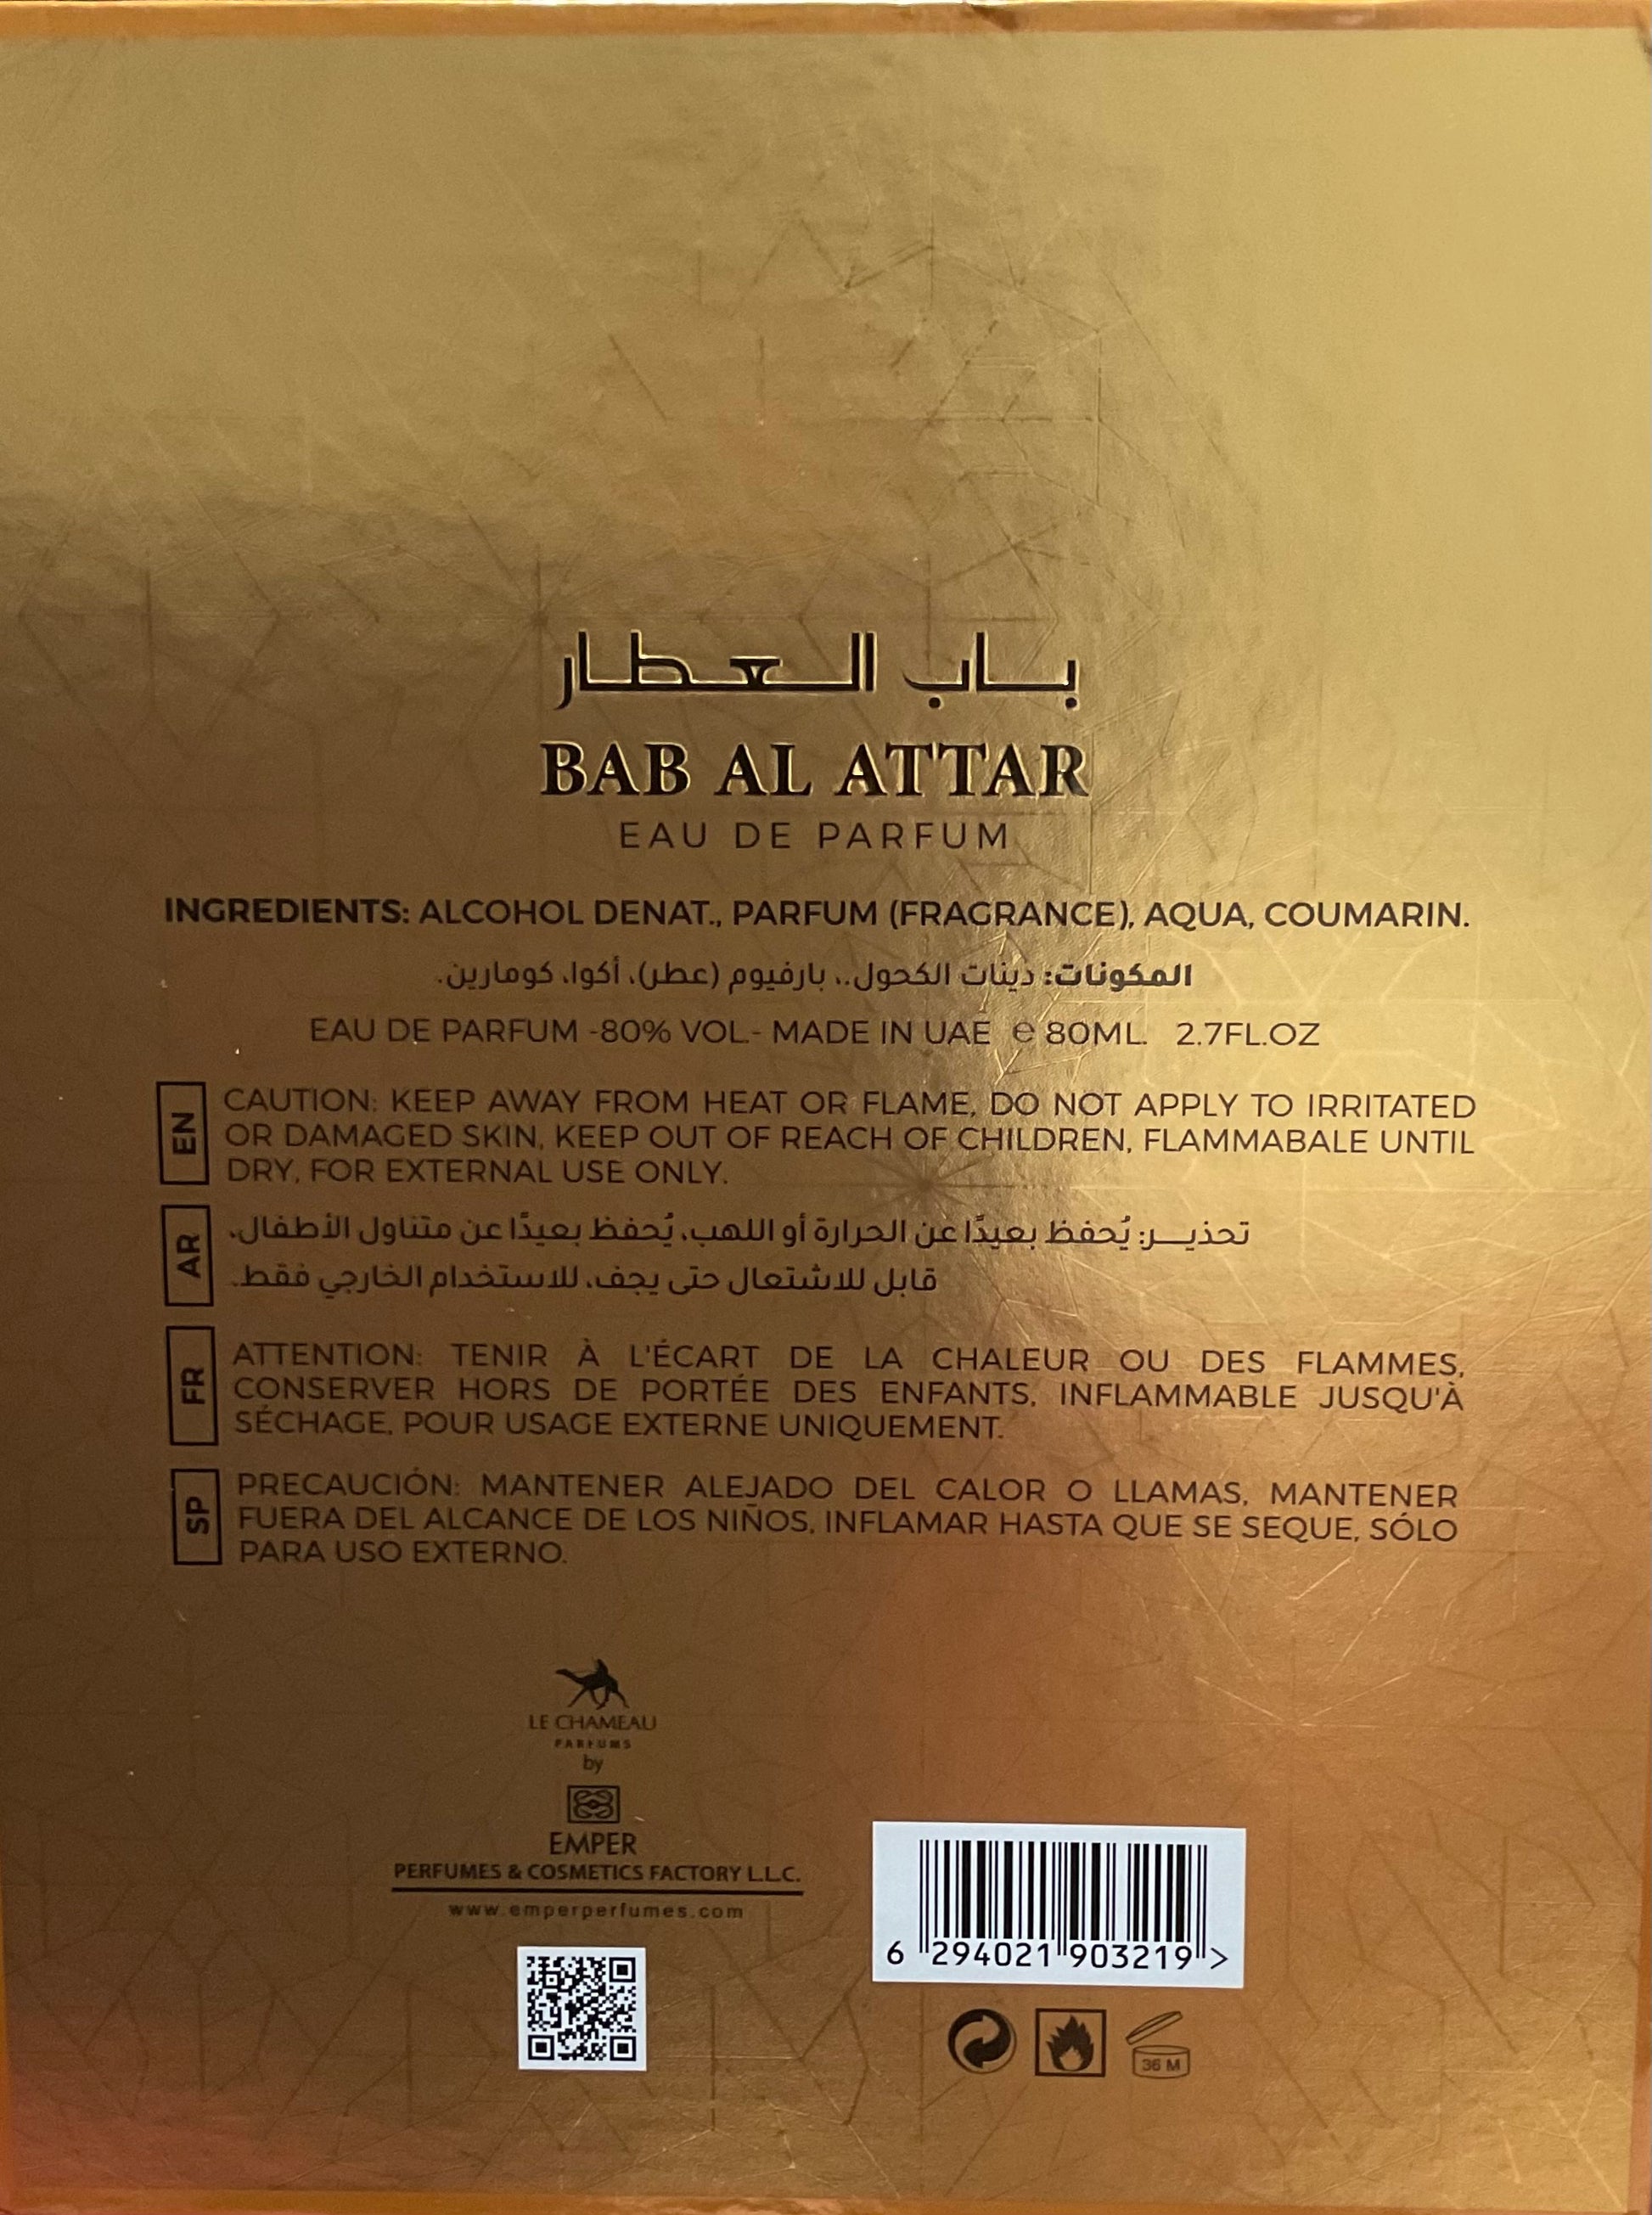 باب العطار
BAB AL ATTAR
EAU DE PARFUM
INGREDIENTS: ALCOHOL DENAT., PARFUM (FRAGRANCE), AQUA, COUMARIN.
المكونات: دينات الكحول.، بارفيوم (عطر)، أكوا، كومارين.
EAU DE PARFUM -80% VOL.- MADE IN UAE ℮ 80ML. 2.7FL.OZ
EN
CAUTION: KEEP AWAY FROM HEAT OR FLAME, DO NOT APPLY TO IRRITATED
OR DAMAGED SKIN, KEEP OUT OF REACH OF CHILDREN, FLAMMABALE UNTIL
DRY, FOR EXTERNAL USE ONLY.
AR
تحذيـــر: يُحفظ بعيدًا عن الحرارة أو اللهب، يُحفظ بعيدًا عن متناول الأطفال،
قابل للاشتعال حتى يجف، للاستخدام الخارجي فقط.
FR
ATTENTION: TENIR À L'ÉCART DE LA CHALEUR OU DES FLAMMES,
CONSERVER HORS DE PORTÉE DES ENFANTS, INFLAMMABLE JUSQU'À
SÉCHAGE, POUR USAGE EXTERNE UNIQUEMENT.
SP
PRECAUCIÓN: MANTENER ALEJADO DEL CALOR O LLAMAS, MANTENER
FUERA DEL ALCANCE DE LOS NIÑOS, INFLAMAR HASTA QUE SE SEQUE, SÓLO
PARA USO EXTERNO.
LE CHAMEAU
PARFUMS
by
EMPER
PERFUMES & COSMETICS FACTORY L.L.C.
www.emperperfumes.com
6 294021 903219 >
36 M